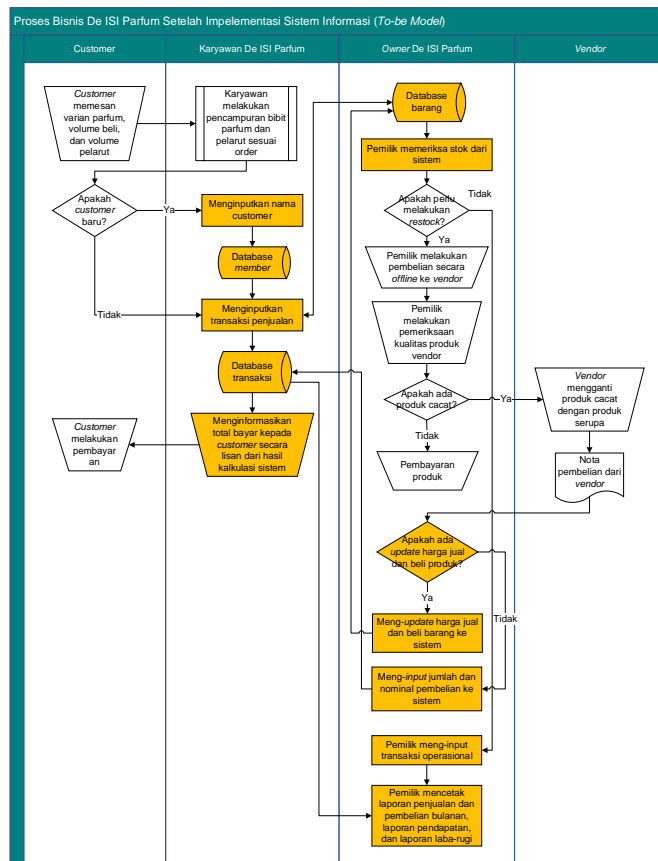 Proses Bisnis De ISI Parfum Setelah Impelementasi Sistem Informasi (To-be Model)
Customer
Karyawan De ISI Parfum
Owner De ISI Parfum
Vendor
Customer
memesan
varian parfum,
volume beli,
dan volume
pelarut
Karyawan
melakukan
pencampuran bibit
parfum dan
pelarut sesuai
order
Apakah
customer
baru?
Ya
Tidak
Menginputkan nama
customer
Database
member
Menginputkan
transaksi penjualan
Database
transaksi
Menginformasikan
total bayar kepada
customer secara
lisan dari hasil
kalkulasi sistem
Customer
melakukan
pembayar
an
Database
barang
Pemilik memeriksa stok dari
sistem
Apakah perlu
melakukan
restock?
Tidak
Ya
Pemilik melakukan
pembelian secara
offline ke vendor
Pemilik
melakukan
pemeriksaan
kualitas produk
vendor
Apakah ada
produk cacat?
Ya
Tidak
Pembayaran
produk
Vendor
mengganti
produk cacat
dengan produk
serupa
Nota
pembelian dari
vendor
Apakah ada
update harga jual
dan beli produk?
Ya
Tidak
Meng-update harga jual
dan beli barang ke
sistem
Meng-input jumlah dan
nominal pembelian ke
sistem
Pemilik meng-input
transaksi operasional
Pemilik mencetak
laporan penjualan dan
pembelian bulanan,
laporan pendapatan,
dan laporan laba-rugi